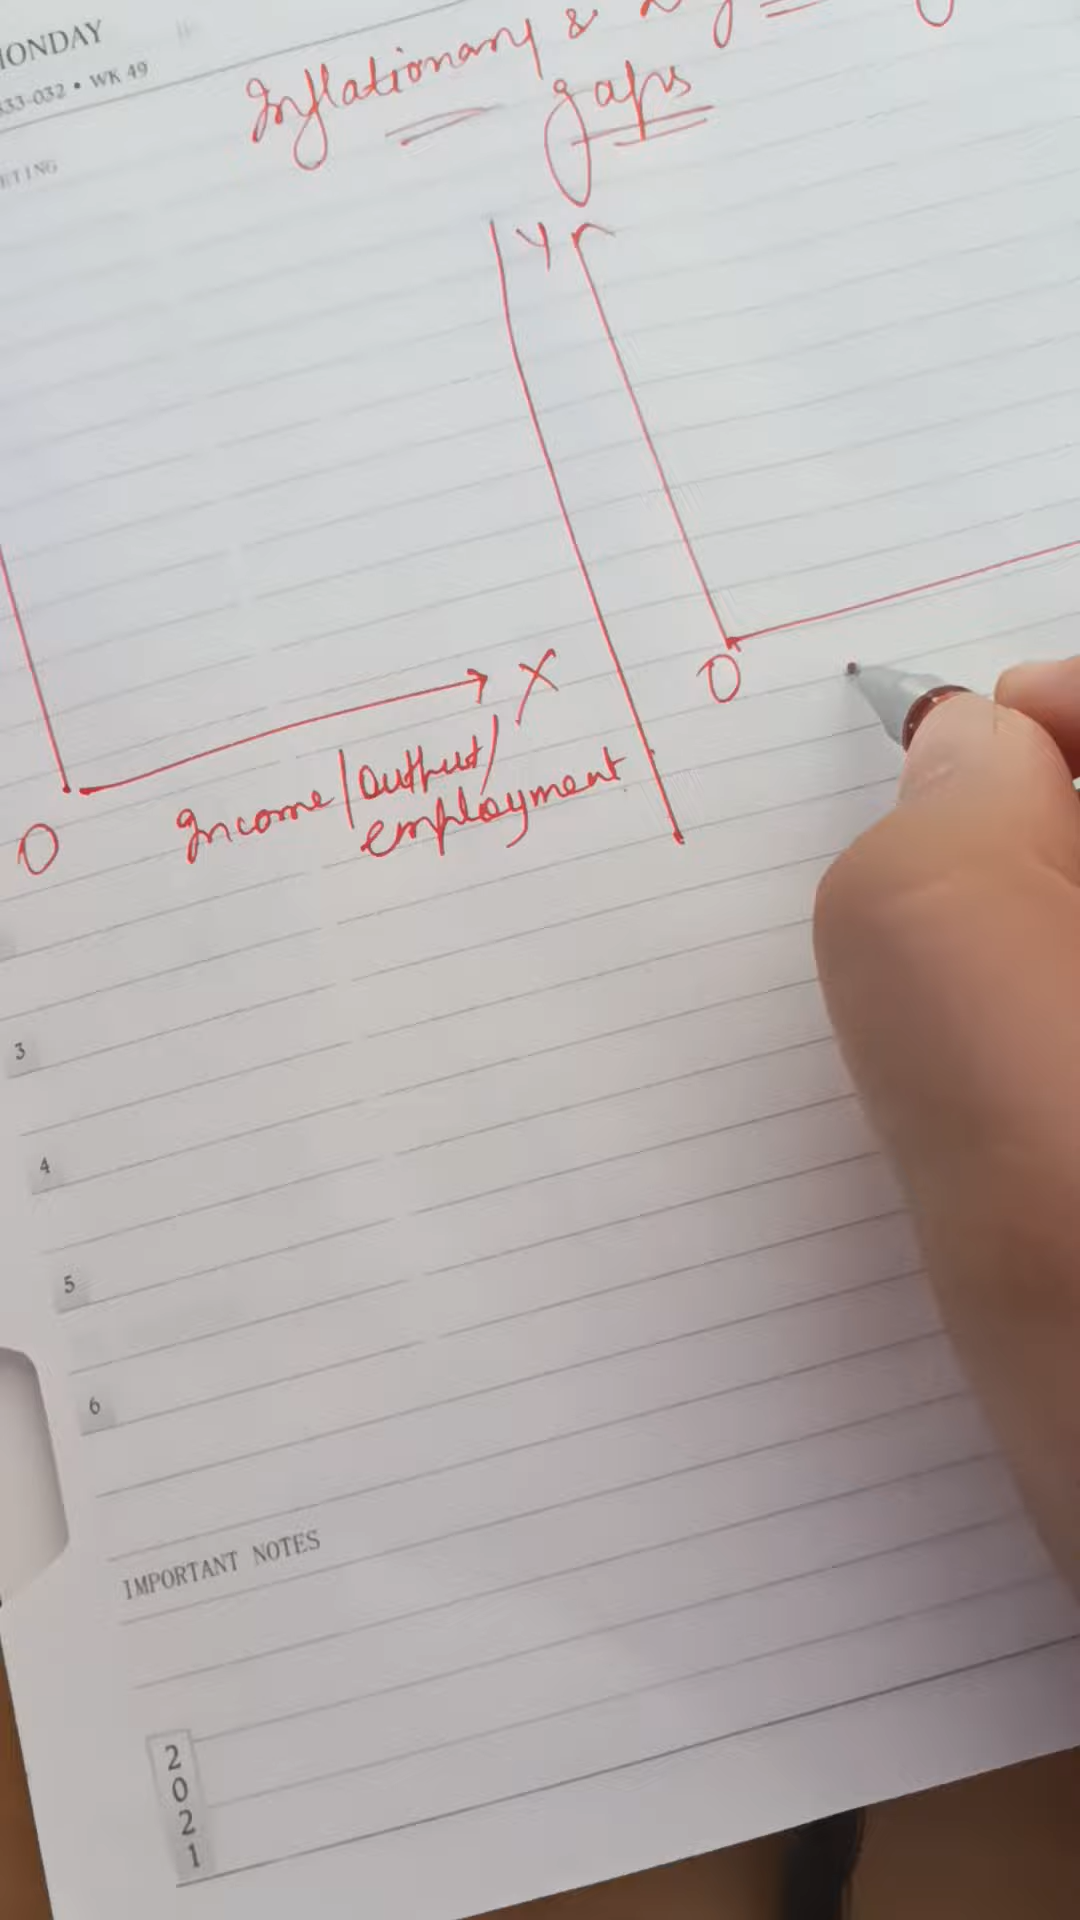 MONDAY
333-032 • WK 49
Inflationary &
gaps
Y
X
O
O
Income/output/
employment
3
4
5
6
IMPORTANT NOTES
2
0
2
1